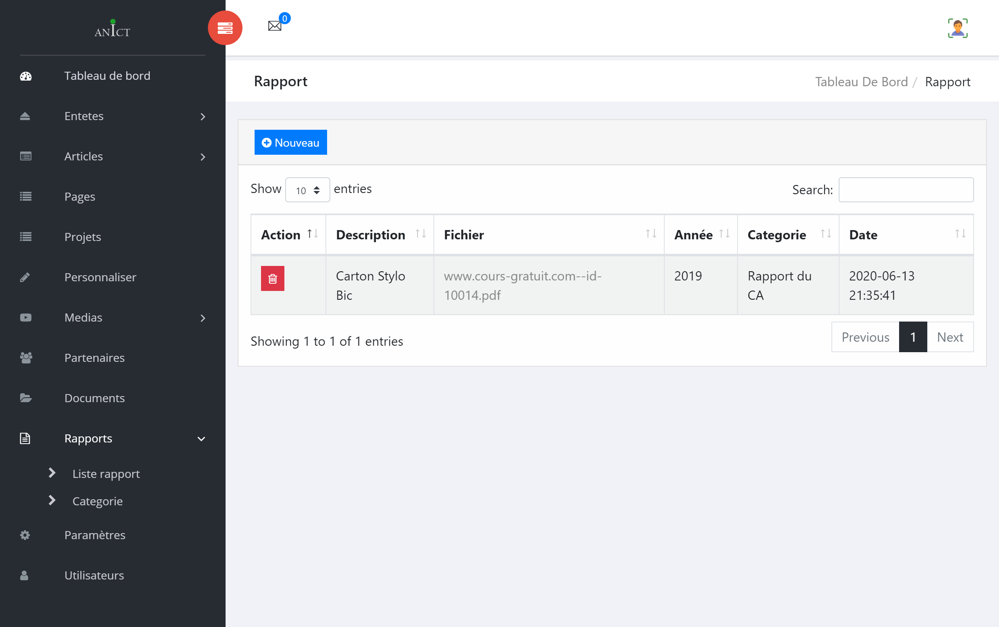 ANICT
0
Tableau de bord
Entetes
Articles
Pages
Projets
Personnaliser
Medias
Partenaires
Documents
Rapports
Liste rapport
Categorie
Paramètres
Utilisateurs
Rapport
Tableau De Bord / Rapport
Nouveau
Show 10 entries
Search:
Action Description Fichier Année Categorie Date
Carton Stylo Bic
www.cours-gratuit.com--id-10014.pdf
2019
Rapport du CA
2020-06-13 21:35:41
Showing 1 to 1 of 1 entries
Previous 1 Next